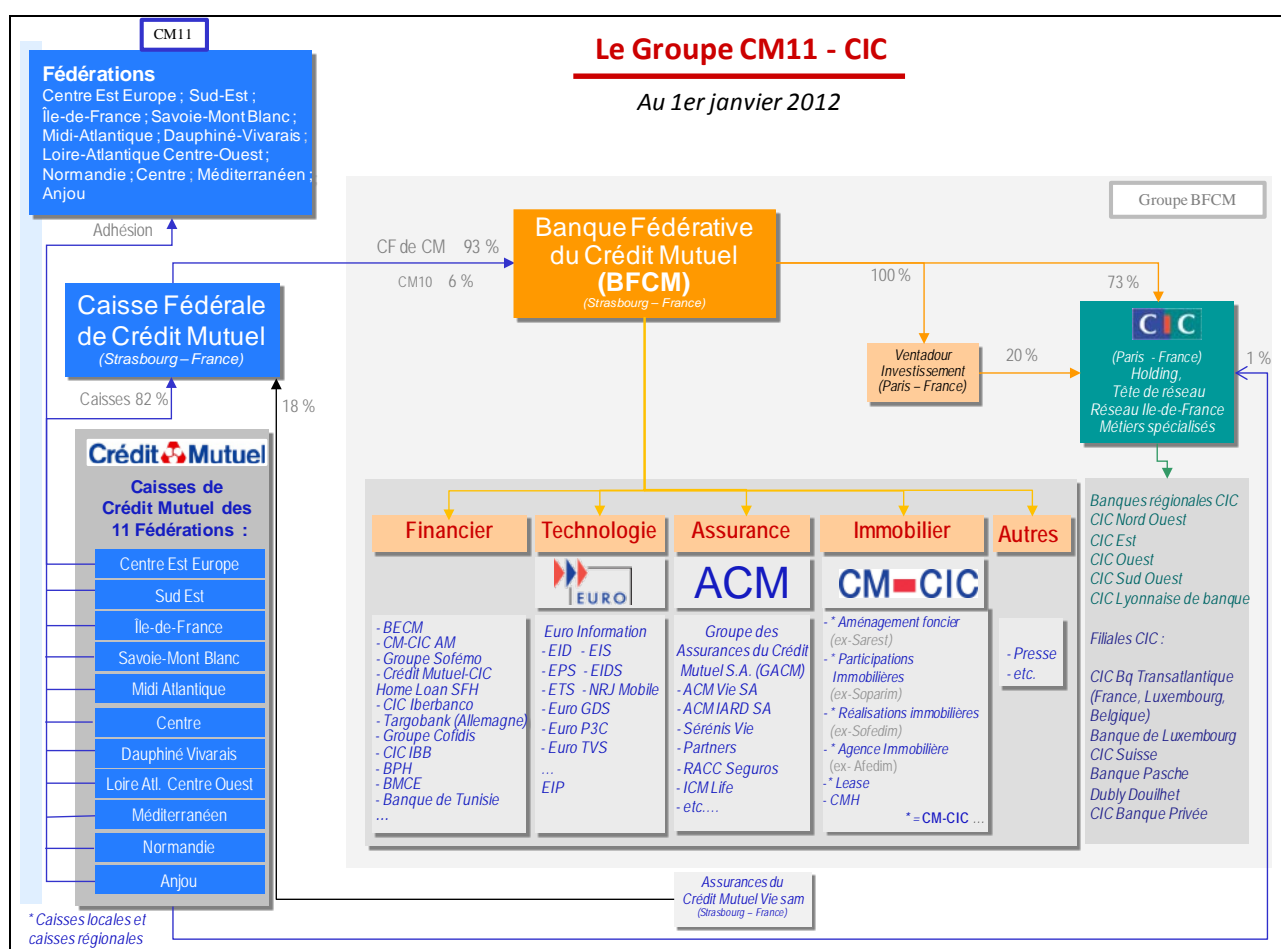 CM11
Le Groupe CM11 - CIC
Au 1er janvier 2012
Fédérations
Centre Est Europe ; Sud-Est ;
Île-de-France ; Savoie-Mont Blanc ;
Midi-Atlantique ; Dauphiné-Vivarais ;
Loire-Atlantique Centre-Ouest ;
Normandie ; Centre ; Méditerranéen ;
Anjou
Adhésion
Groupe BFCM
CF de CM 93 %
CM10 6 %
Banque Fédérative
du Crédit Mutuel
(BFCM)
(Strasbourg – France)
100 %
73 %
Caisse Fédérale
de Crédit Mutuel
(Strasbourg – France)
Caisses 82 %
18 %
Ventadour
Investissement
(Paris – France)
20 %
CIC
(Paris - France)
Holding,
Tête de réseau
Réseau Ile-de-France
Métiers spécialisés
1 %
Crédit Mutuel
Caisses de
Crédit Mutuel des
11 Fédérations :
Centre Est Europe
Sud Est
Île-de-France
Savoie-Mont Blanc
Midi Atlantique
Centre
Dauphiné Vivarais
Loire Atl. Centre Ouest
Méditerranéen
Normandie
Anjou
* Caisses locales et
caisses régionales
Financier
- BECM
- CM-CIC AM
- Groupe Sofémo
- Crédit Mutuel-CIC
Home Loan SFH
- CIC Iberbanco
- Targobank (Allemagne)
- Groupe Cofidis
- CIC IBB
- BPH
- BMCE
- Banque de Tunisie
...
Technologie
EURO
Euro Information
- EID - EIS
- EPS - EIDS
- ETS - NRJ Mobile
- Euro GDS
- Euro P3C
- Euro TVS
...
EIP
Assurance
ACM
Groupe des
Assurances du Crédit
Mutuel S.A. (GACM)
- ACM Vie SA
- ACM IARD SA
- Sérénis Vie
- Partners
- RACC Seguros
- ICM Life
- etc....
Immobilier
CM-CIC
- * Aménagement foncier
(ex-Sarest)
- * Participations
Immobilières
(ex-Soparim)
- * Réalisations immobilières
(ex-Sofedim)
- * Agence Immobilière
(ex- Afedim)
- * Lease
- CMH
* = CM-CIC ...
Autres
- Presse
- etc.
Banques régionales CIC
CIC Nord Ouest
CIC Est
CIC Ouest
CIC Sud Ouest
CIC Lyonnaise de banque
Filiales CIC :
CIC Bq Transatlantique
(France, Luxembourg,
Belgique)
Banque de Luxembourg
CIC Suisse
Banque Pasche
Dubly Douilhet
CIC Banque Privée
Assurances du
Crédit Mutuel Vie sam
(Strasbourg – France)